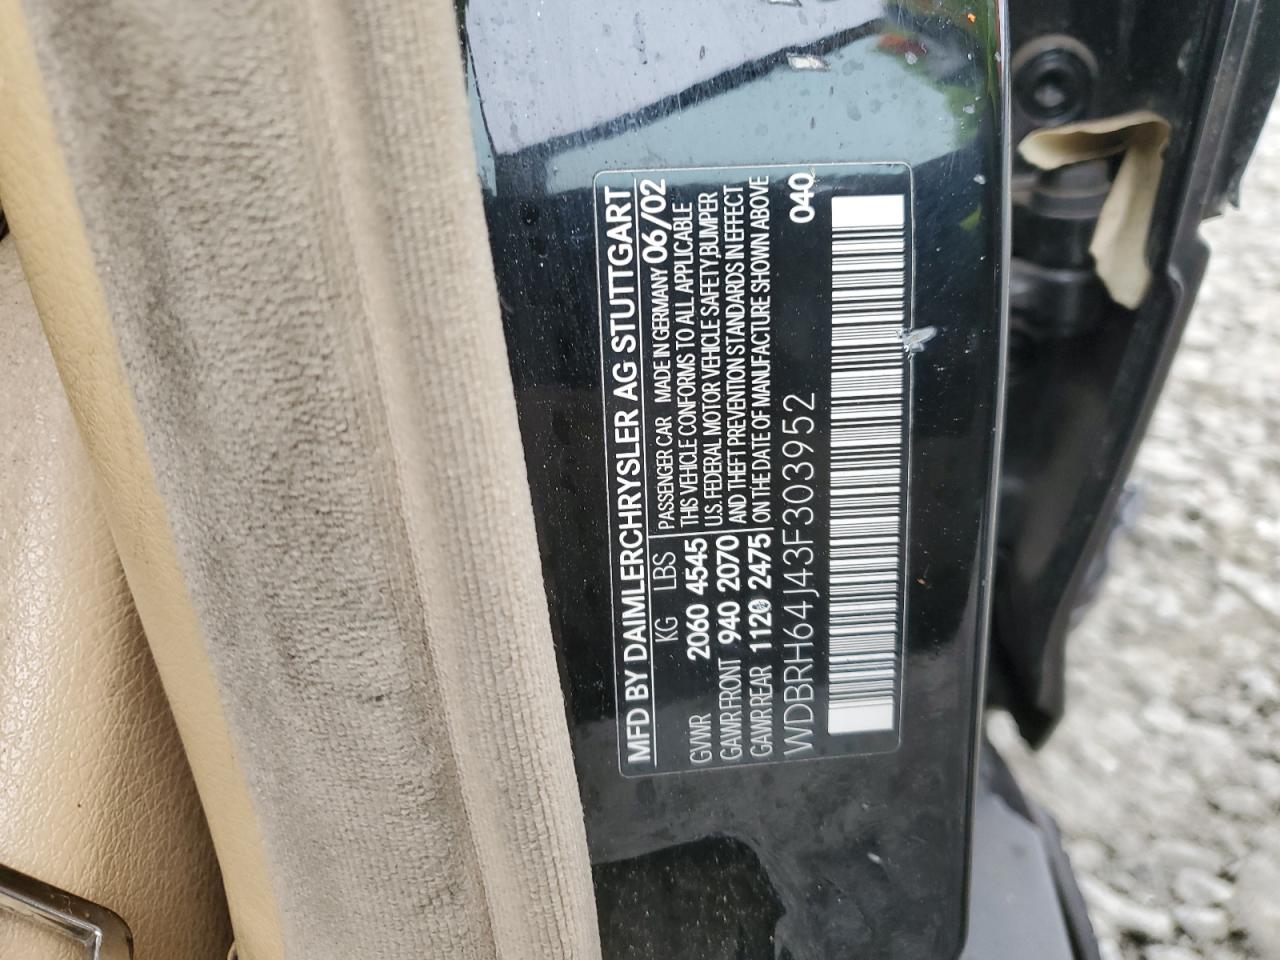 MFD BY DAIMLERCHRYSLER AG STUTTGART
KG LBS PASSENGER CAR MADE IN GERMANY 06/02
GVWR 2060 4545 THIS VEHICLE CONFORMS TO ALL APPLICABLE
GAWR FRONT 940 2070 U.S. FEDERAL MOTOR VEHICLE SAFETY,BUMPER
AND THEFT PREVENTION STANDARDS IN EFFECT
GAWR REAR 1120 2475 ON THE DATE OF MANUFACTURE SHOWN ABOVE
WDBRH64J43F303952 040